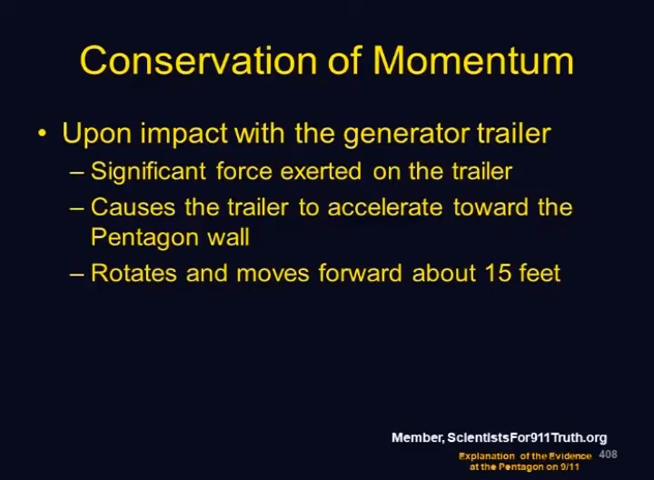 Conservation of Momentum
• Upon impact with the generator trailer
– Significant force exerted on the trailer
– Causes the trailer to accelerate toward the
Pentagon wall
– Rotates and moves forward about 15 feet
Member, ScientistsFor911Truth.org
Explanation of the Evidence 408
at the Pentagon on 9/11